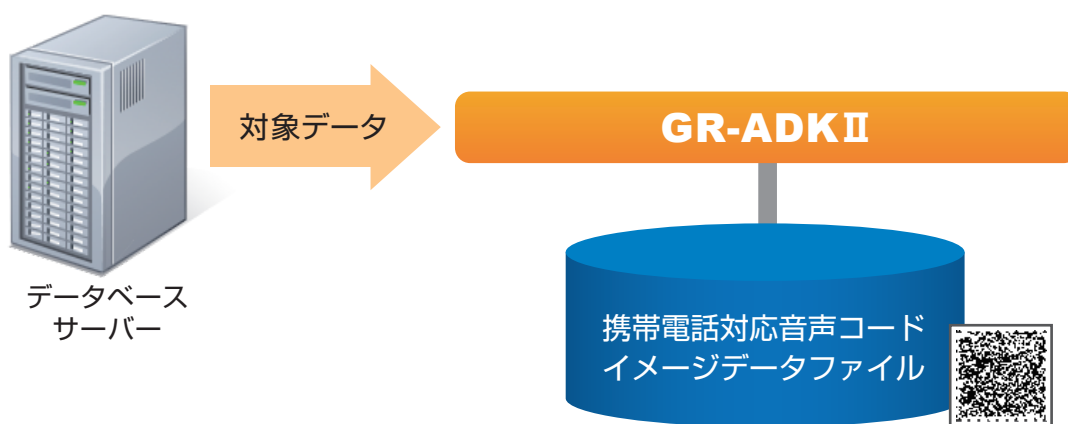 対象データ
GR-ADKⅡ
データベース
サーバー
携帯電話対応音声コード
イメージデータファイル